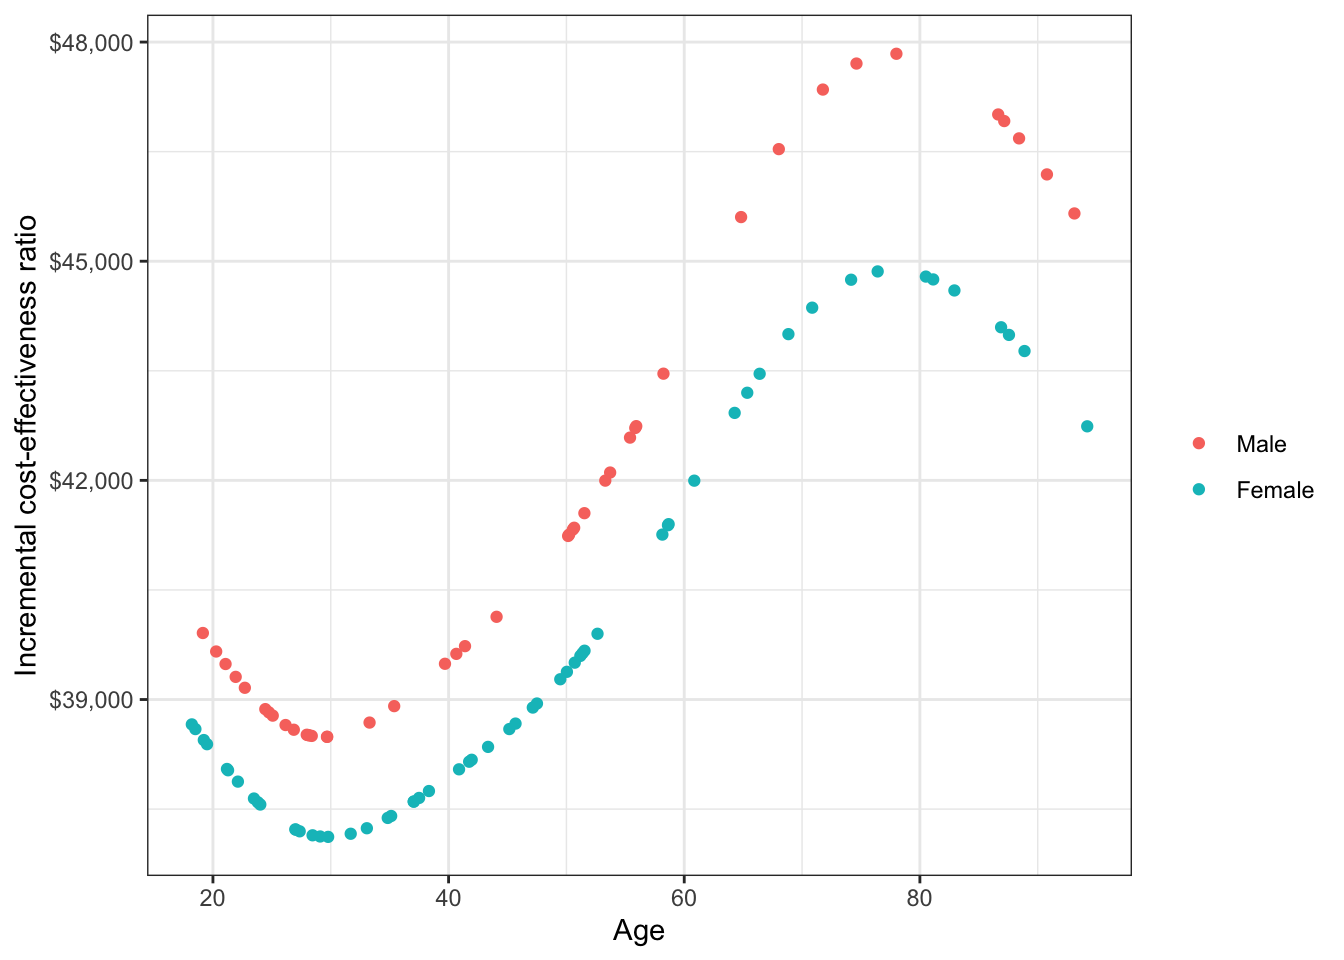 $48,000
$45,000
$42,000
$39,000
Incremental cost-effectiveness ratio
20 40 60 80
Age
Male
Female